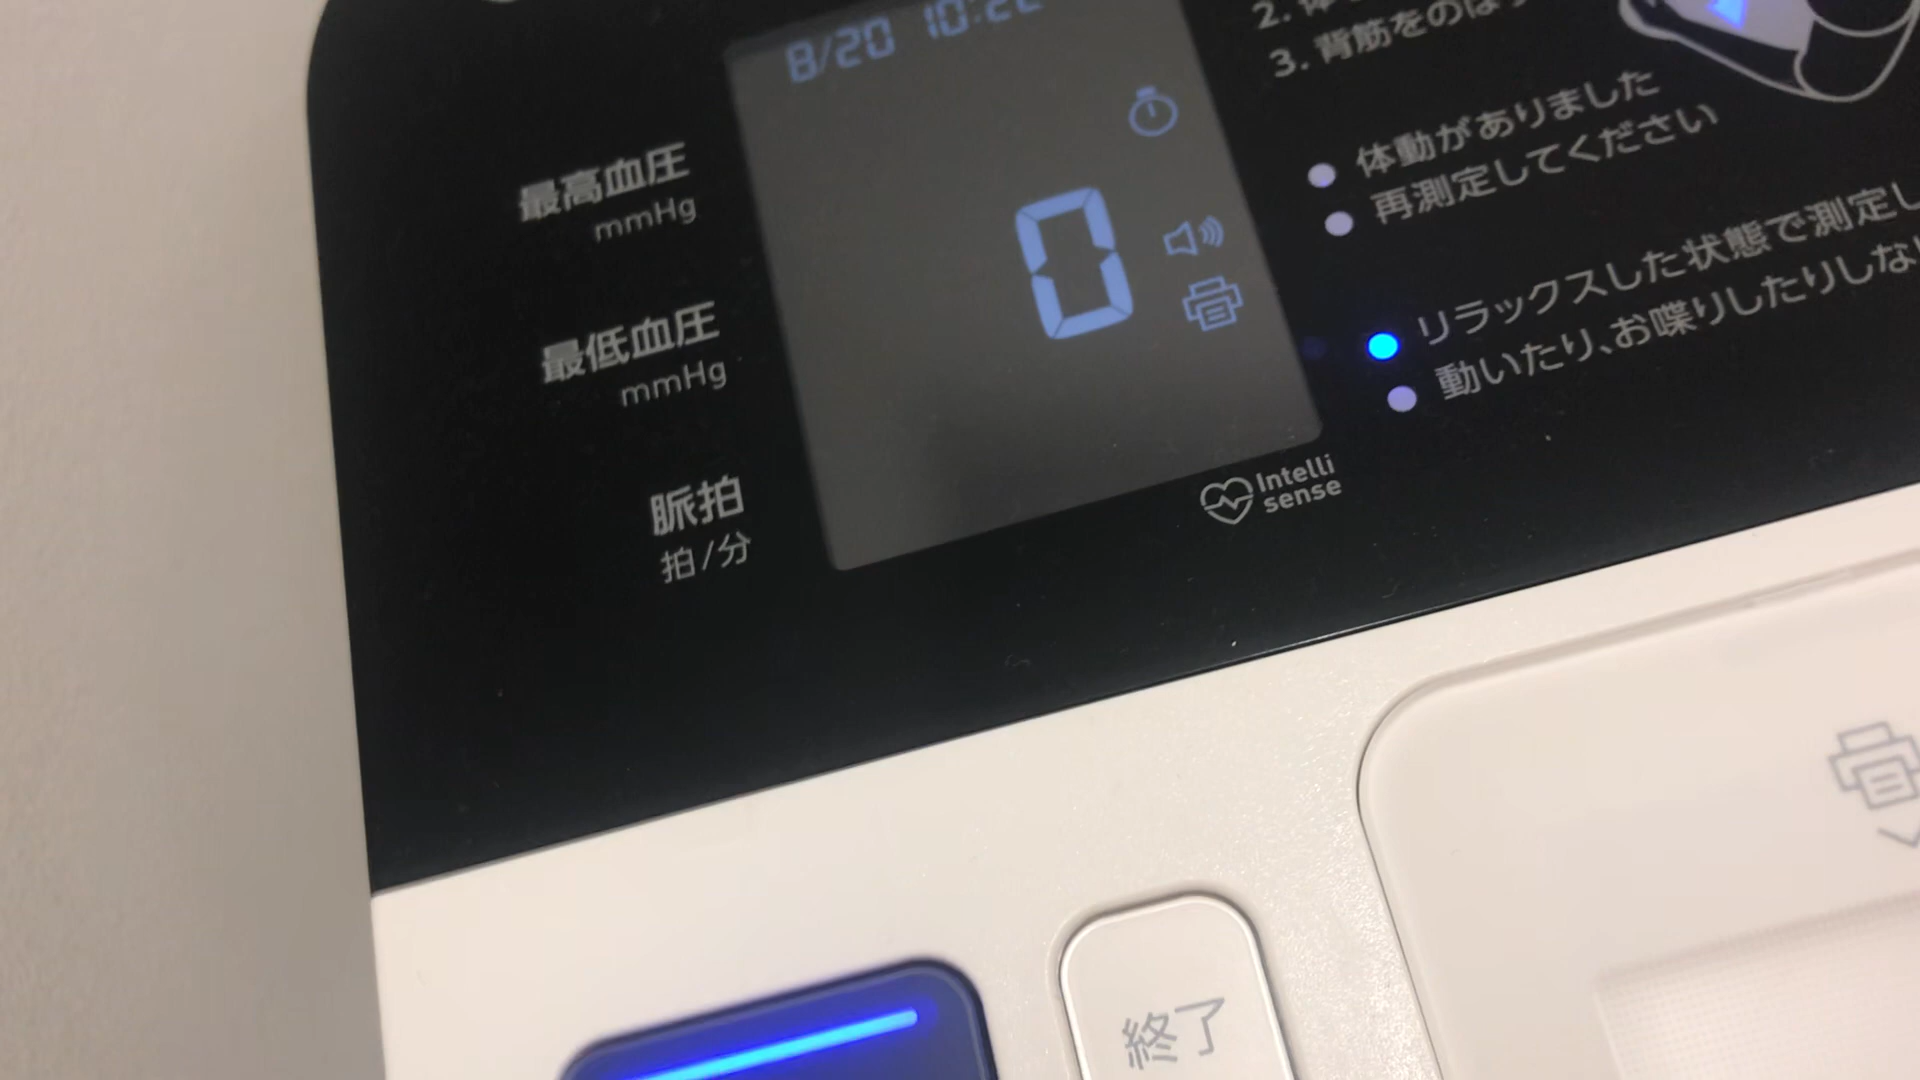 8/20 10:22
最高血圧
mmHg
0
最低血圧
mmHg
脈拍
拍/分
Intelli
sense
2.
3. 背筋をのば
体動がありました
再測定してください
リラックスした状態で測定し
動いたり、お喋りしたりしな
終了